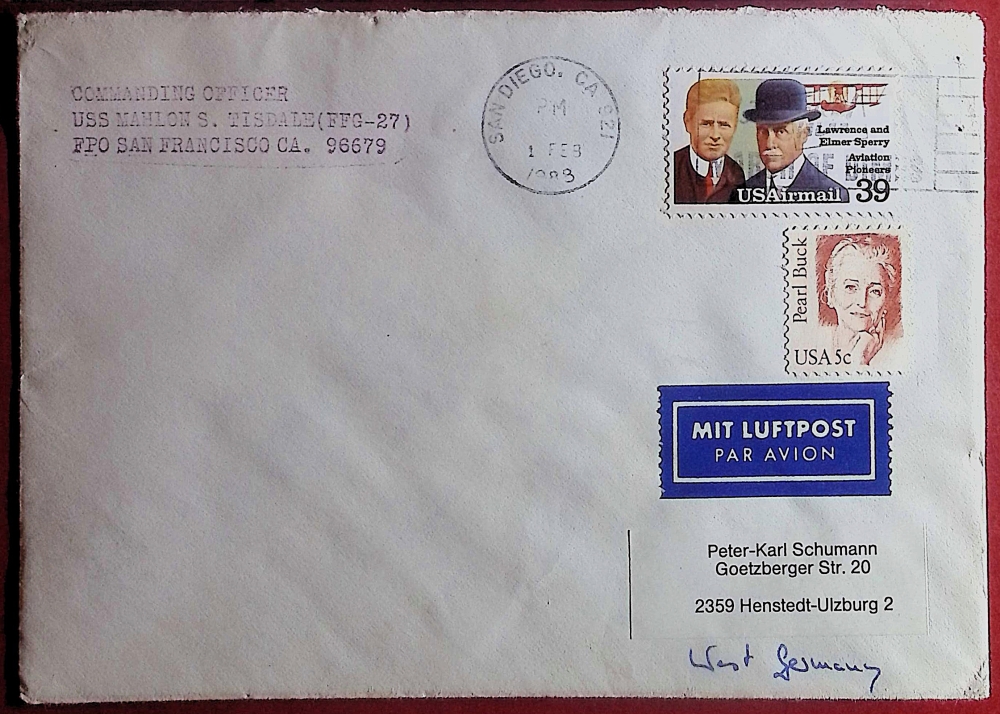 COMMANDING OFFICER
USS MAHLON S. TISDALE(FFG-27)
FPO SAN FRANCISCO CA. 96679
SAN DIEGO, CA 921
PM
1 FEB
1988
Lawrence and
Elmer Sperry
Aviation
Pioneers
USAirmail 39
Pearl Buck
USA 5c
MIT LUFTPOST
PAR AVION
Peter-Karl Schumann
Goetzberger Str. 20
2359 Henstedt-Ulzburg 2
West Germany